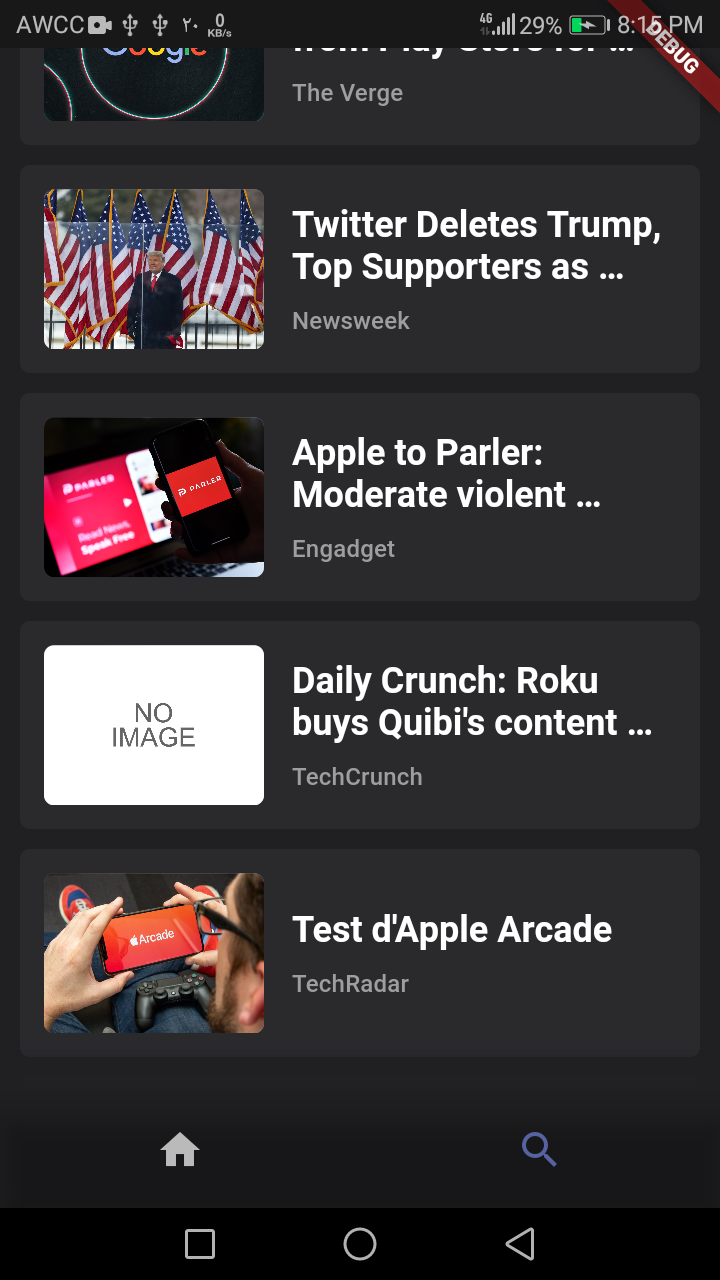 AWCC ٢٠ 0 KB/s 4G 29% 8:15 PM
DEBUG
Google
from Play Store for …
The Verge
Twitter Deletes Trump,
Top Supporters as …
Newsweek
PARLER
Read News,
Speak Free
PARLER
Apple to Parler:
Moderate violent …
Engadget
NO
IMAGE
Daily Crunch: Roku
buys Quibi's content …
TechCrunch
Arcade
Test d'Apple Arcade
TechRadar